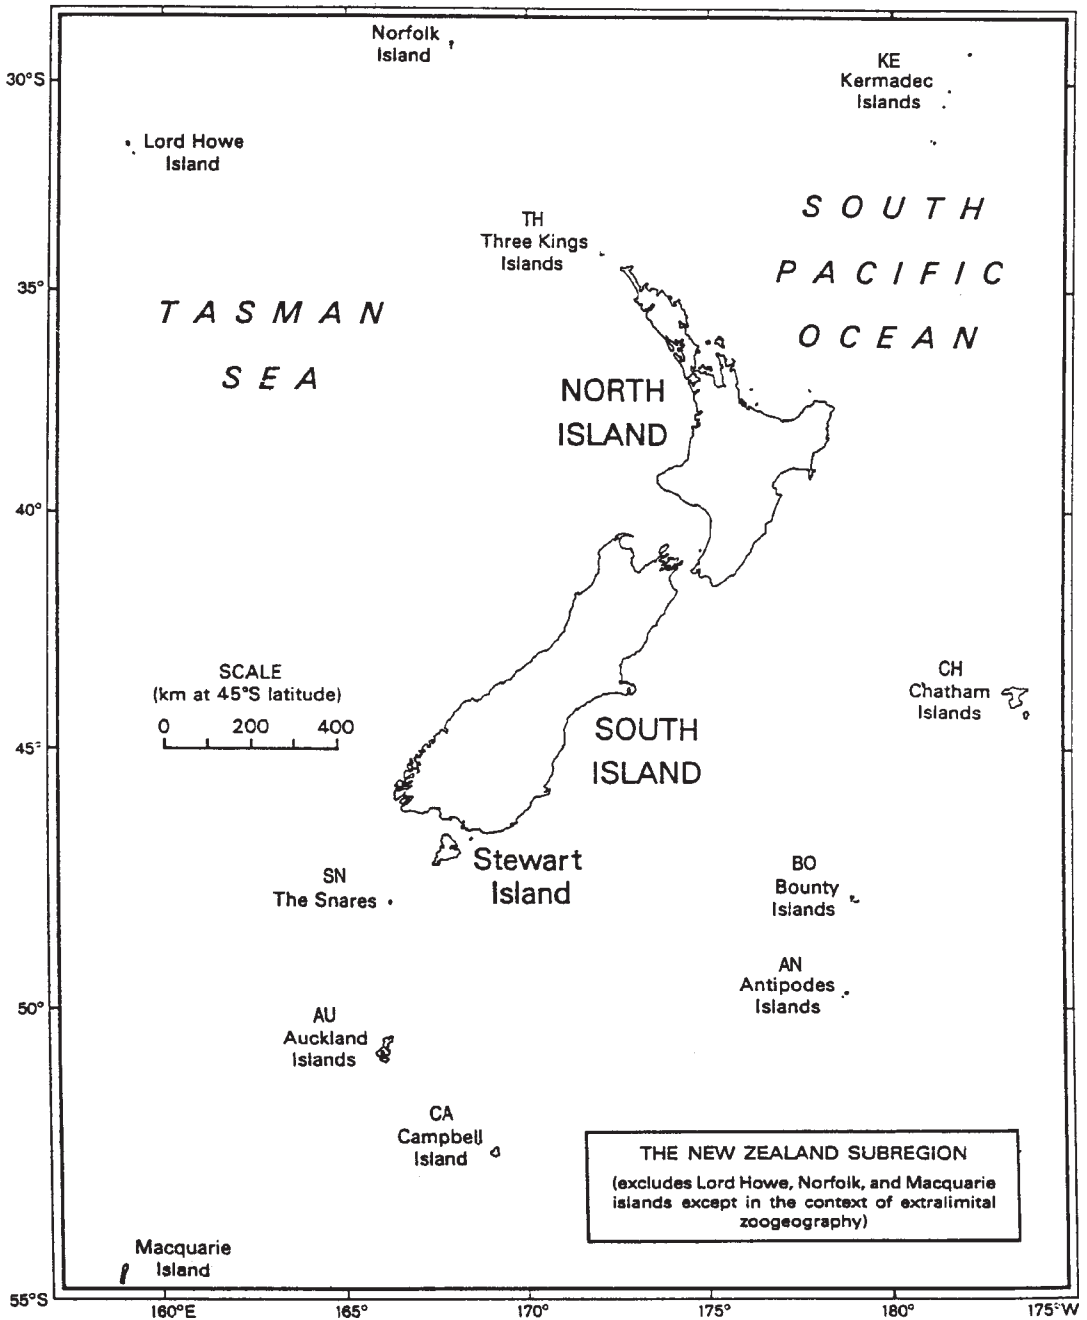 Norfolk
Island
KE
Kermadec
Islands
30°S
Lord Howe
Island
SOUTH
PACIFIC
OCEAN
TH
Three Kings
Islands
35°
TASMAN
SEA
NORTH
ISLAND
40°
SCALE
(km at 45°S latitude)
0 200 400
CH
Chatham
Islands
45°
SOUTH
ISLAND
Stewart
Island
SN
The Snares
BO
Bounty
Islands
AN
Antipodes
Islands
50°
AU
Auckland
Islands
CA
Campbell
Island
THE NEW ZEALAND SUBREGION
(excludes Lord Howe, Norfolk, and Macquarie
islands except in the context of extralimital
zoogeography)
Macquarie
Island
55°S
160°E 165° 170° 175° 180° 175°W